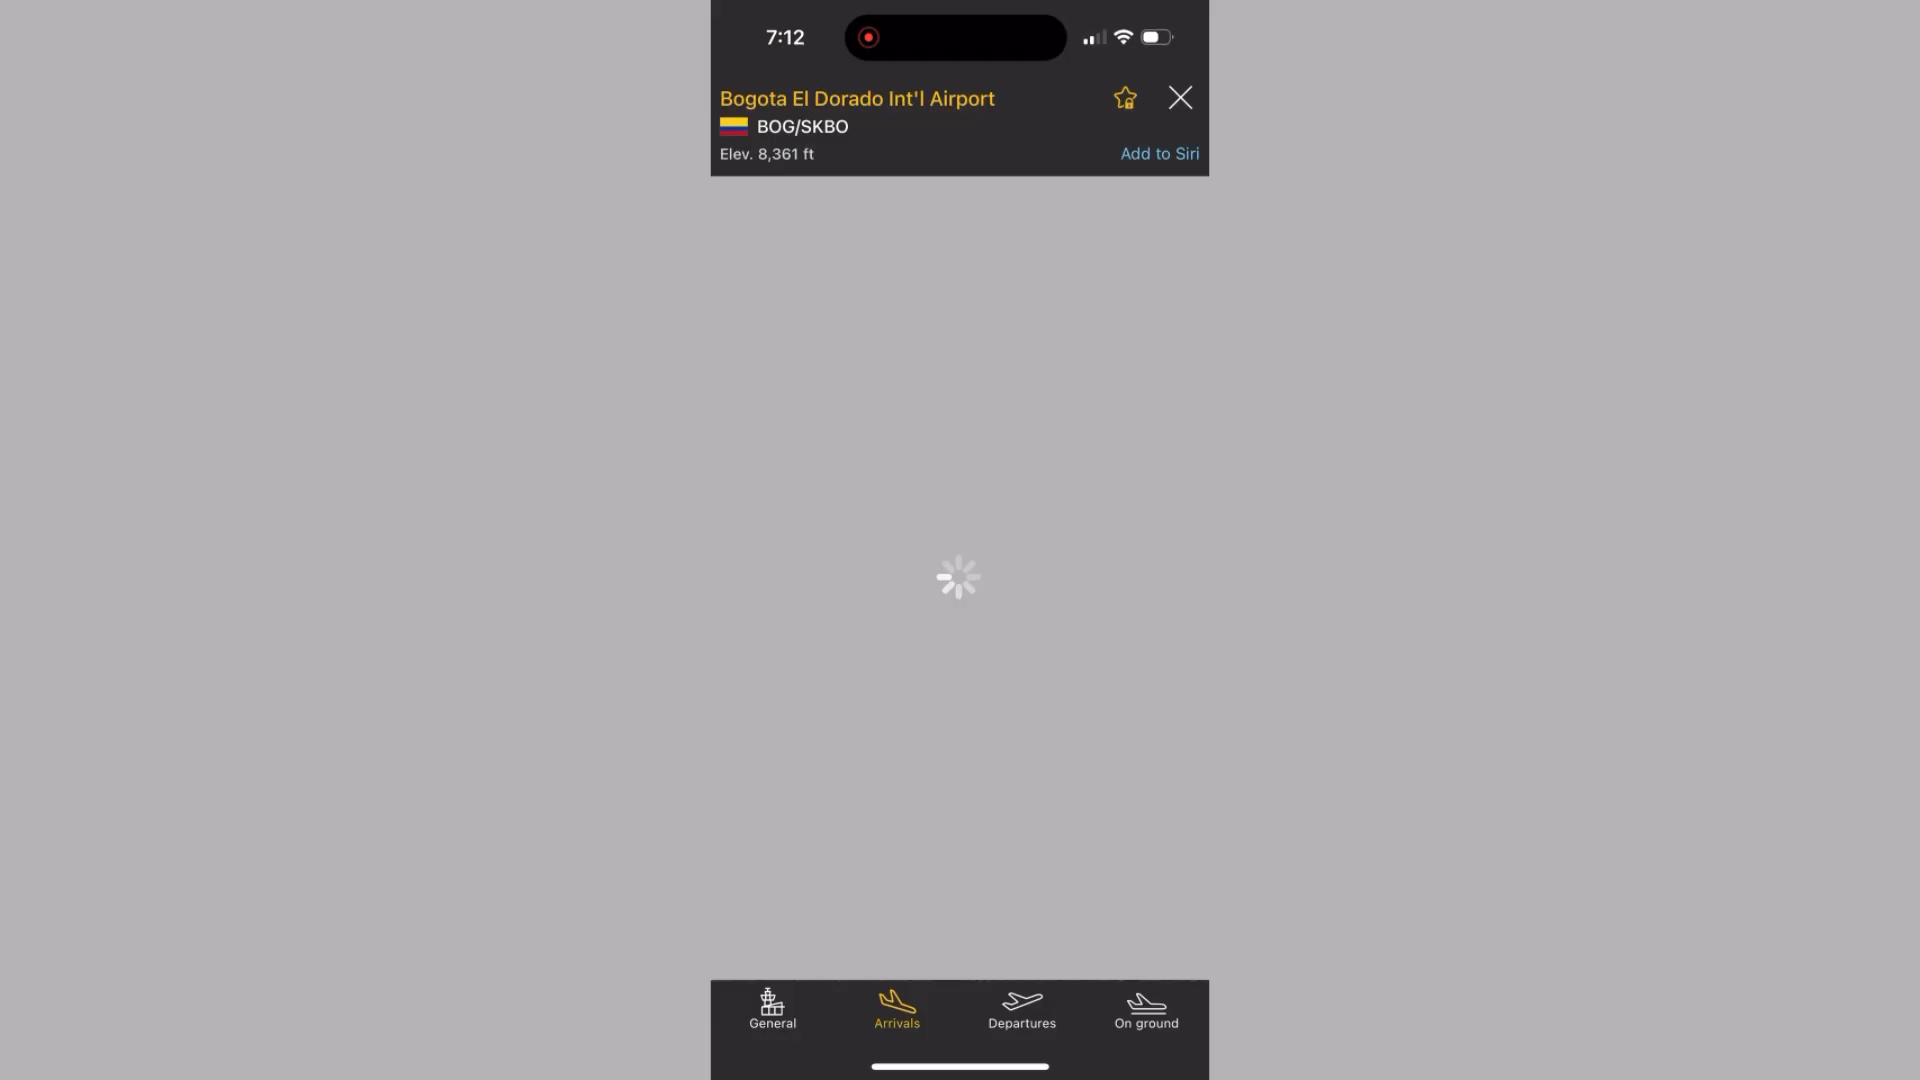 7:12
Bogota El Dorado Int'l Airport
BOG/SKBO
Elev. 8,361 ft
Add to Siri
General
Arrivals
Departures
On ground